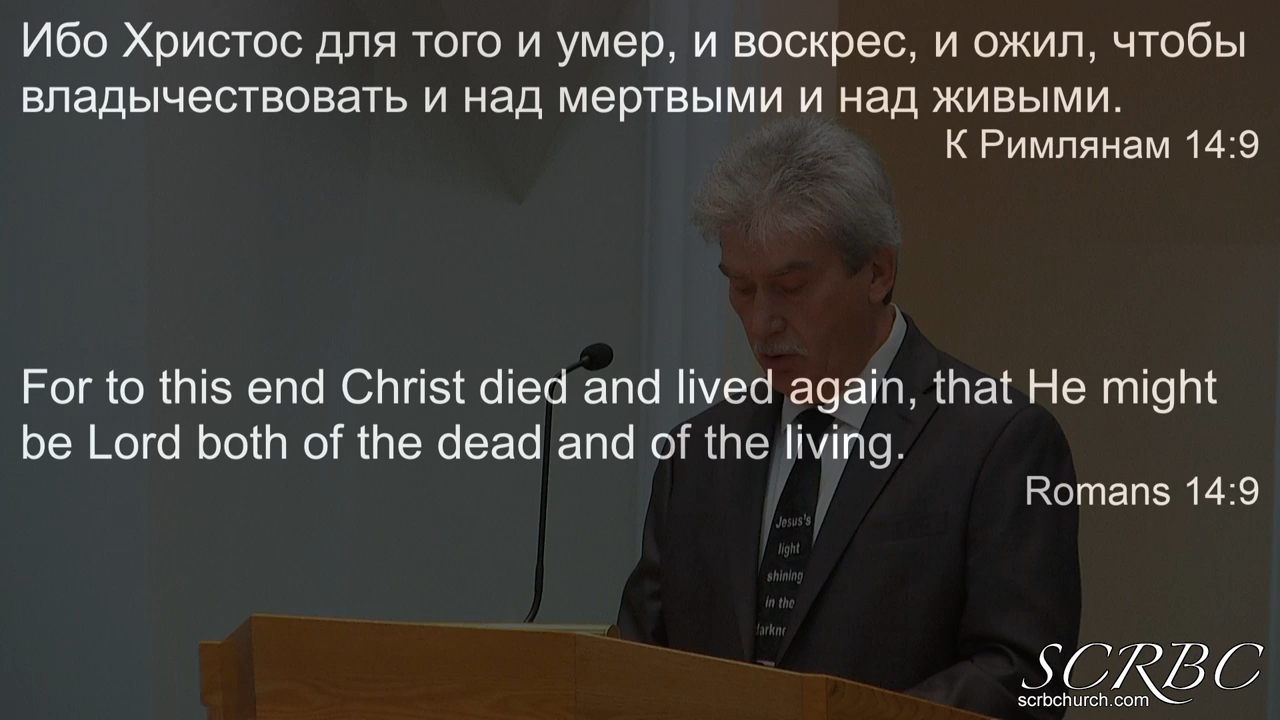 Ибо Христос для того и умер, и воскрес, и ожил, чтобы
владычествовать и над мертвыми и над живыми.
К Римлянам 14:9
For to this end Christ died and lived again, that He might
be Lord both of the dead and of the living.
Romans 14:9
Jesus's
light
shining
in the
SCRBC
scrbchurch.com